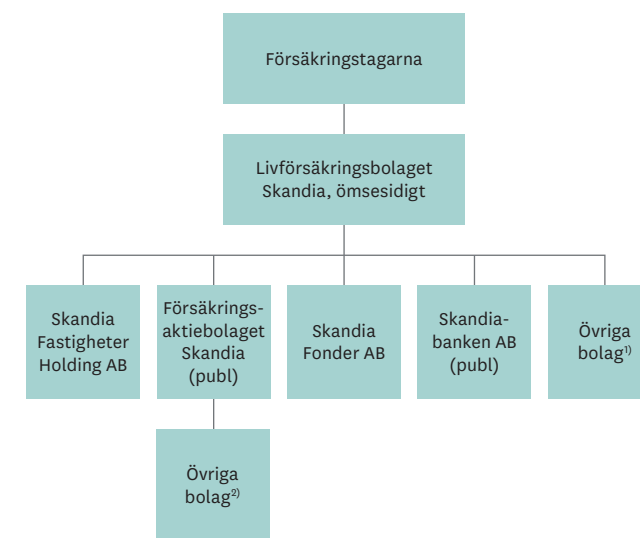 Försäkringstagarna
Livförsäkringsbolaget
Skandia, ömsesidigt
Skandia
Fastigheter
Holding AB
Försäkrings-
aktiebolaget
Skandia
(publ)
Skandia
Fonder AB
Skandia-
banken AB
(publ)
Övriga
bolag¹⁾
Övriga
bolag²⁾